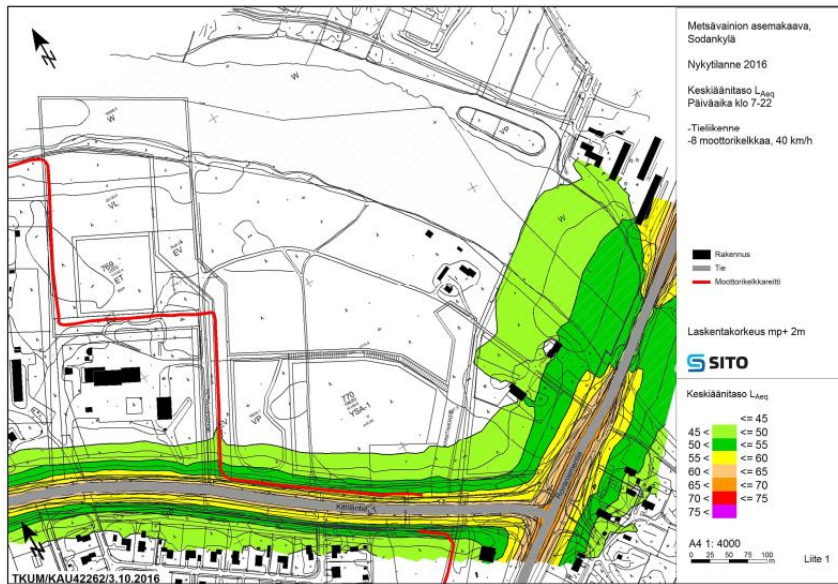 Metsävainion asemakaava,
Sodankylä
Nykytilanne 2016
Keskiäänitaso LAeq
Päiväaika klo 7-22
-Tieliikenne
-8 moottorikelkkaa, 40 km/h
Rakennus
Tie
Moottorikelkkareitti
Laskentakorkeus mp+ 2m
SITO
Keskiäänitaso LAeq
<= 45
45 < <= 50
50 < <= 55
55 < <= 60
60 < <= 65
65 < <= 70
70 < <= 75
75 <
A4 1: 4000
0 25 50 75 100
m
Liite 1
N
W
W
VP
W
VL
EV
769
ET
770
YSA-1
VP
Kittiläntie
N
TKUM/KAU42262/3.10.2016